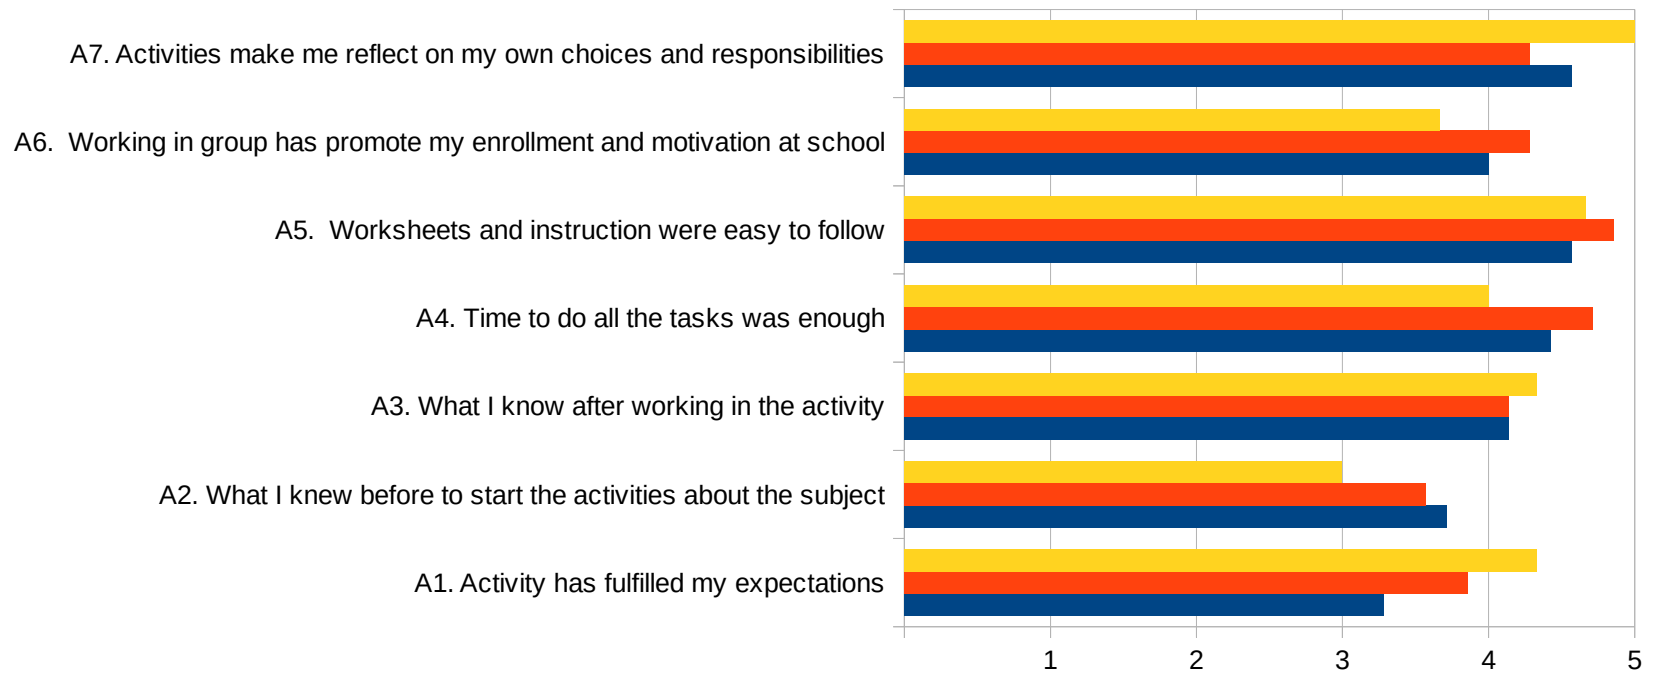 A7. Activities make me reflect on my own choices and responsibilities
A6.  Working in group has promote my enrollment and motivation at school
A5.  Worksheets and instruction were easy to follow
A4. Time to do all the tasks was enough
A3. What I know after working in the activity
A2. What I knew before to start the activities about the subject
A1. Activity has fulfilled my expectations
1 2 3 4 5